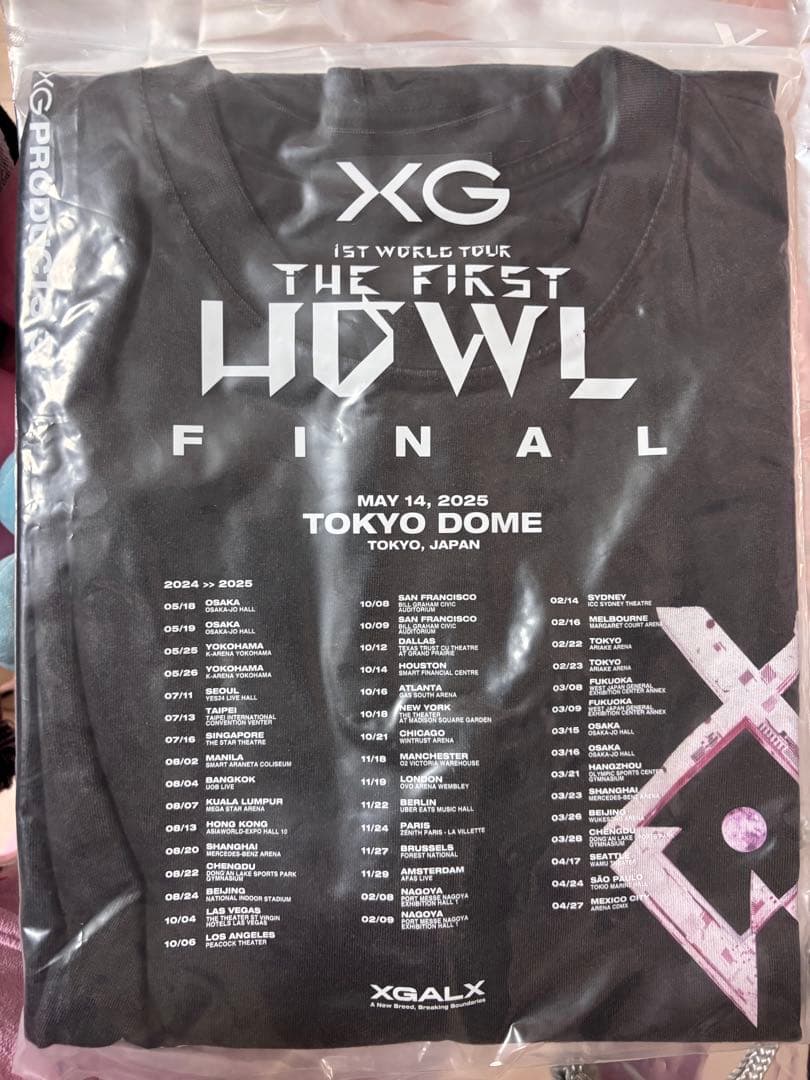 XG PRODUCTS
XG
1ST WORLD TOUR
THE FIRST
HOWL
FINAL
MAY 14, 2025
TOKYO DOME
TOKYO, JAPAN
2024 >> 2025
05/18 OSAKA
OSAKA-JO HALL
05/19 OSAKA
OSAKA-JO HALL
05/25 YOKOHAMA
K-ARENA YOKOHAMA
05/26 YOKOHAMA
K-ARENA YOKOHAMA
07/11 SEOUL
YES24 LIVE HALL
07/13 TAIPEI
TAIPEI INTERNATIONAL
CONVENTION VENTER
07/16 SINGAPORE
THE STAR THEATRE
08/02 MANILA
SMART ARANETA COLISEUM
08/04 BANGKOK
UOB LIVE
08/07 KUALA LUMPUR
MEGA STAR ARENA
08/13 HONG KONG
ASIAWORLD-EXPO HALL 10
08/20 SHANGHAI
MERCEDES-BENZ ARENA
08/22 CHENGDU
DONG'AN LAKE SPORTS PARK
GYMNASIUM
08/24 BEIJING
NATIONAL INDOOR STADIUM
10/04 LAS VEGAS
THE THEATER ST VIRGIN
HOTELS LAS VEGAS
10/06 LOS ANGELES
PEACOCK THEATER
10/08 SAN FRANCISCO
BILL GRAHAM CIVIC
AUDITORIUM
10/09 SAN FRANCISCO
BILL GRAHAM CIVIC
AUDITORIUM
10/12 DALLAS
TEXAS TRUST CU THEATRE
AT GRAND PRAIRIE
10/14 HOUSTON
SMART FINANCIAL CENTRE
10/16 ATLANTA
GAS SOUTH ARENA
10/18 NEW YORK
THE THEATER
AT MADISON SQUARE GARDEN
10/21 CHICAGO
WINTRUST ARENA
11/18 MANCHESTER
O2 VICTORIA WAREHOUSE
11/19 LONDON
OVO ARENA WEMBLEY
11/22 BERLIN
UBER EATS MUSIC HALL
11/24 PARIS
ZÉNITH PARIS - LA VILLETTE
11/27 BRUSSELS
FOREST NATIONAL
11/29 AMSTERDAM
AFAS LIVE
02/08 NAGOYA
PORT MESSE NAGOYA
EXHIBITION HALL 1
02/09 NAGOYA
PORT MESSE NAGOYA
EXHIBITION HALL 1
02/14 SYDNEY
ICC SYDNEY THEATRE
02/16 MELBOURNE
MARGARET COURT ARENA
02/22 TOKYO
ARIAKE ARENA
02/23 TOKYO
ARIAKE ARENA
03/08 FUKUOKA
WEST JAPAN GENERAL
EXHIBITION CENTER ANNEX
03/09 FUKUOKA
WEST JAPAN GENERAL
EXHIBITION CENTER ANNEX
03/15 OSAKA
OSAKA-JO HALL
03/16 OSAKA
OSAKA-JO HALL
03/21 HANGZHOU
OLYMPIC SPORTS CENTER
GYMNASIUM
03/23 SHANGHAI
MERCEDES-BENZ ARENA
03/26 BEIJING
WUKESONG ARENA
03/28 CHENGDU
DONG'AN LAKE SPORTS PARK
GYMNASIUM
04/17 SEATTLE
WAMU THEATER
04/24 SÃO PAULO
TOKIO MARINE HALL
04/27 MEXICO CITY
ARENA CDMX
XGALX
A New Breed, Breaking Boundaries